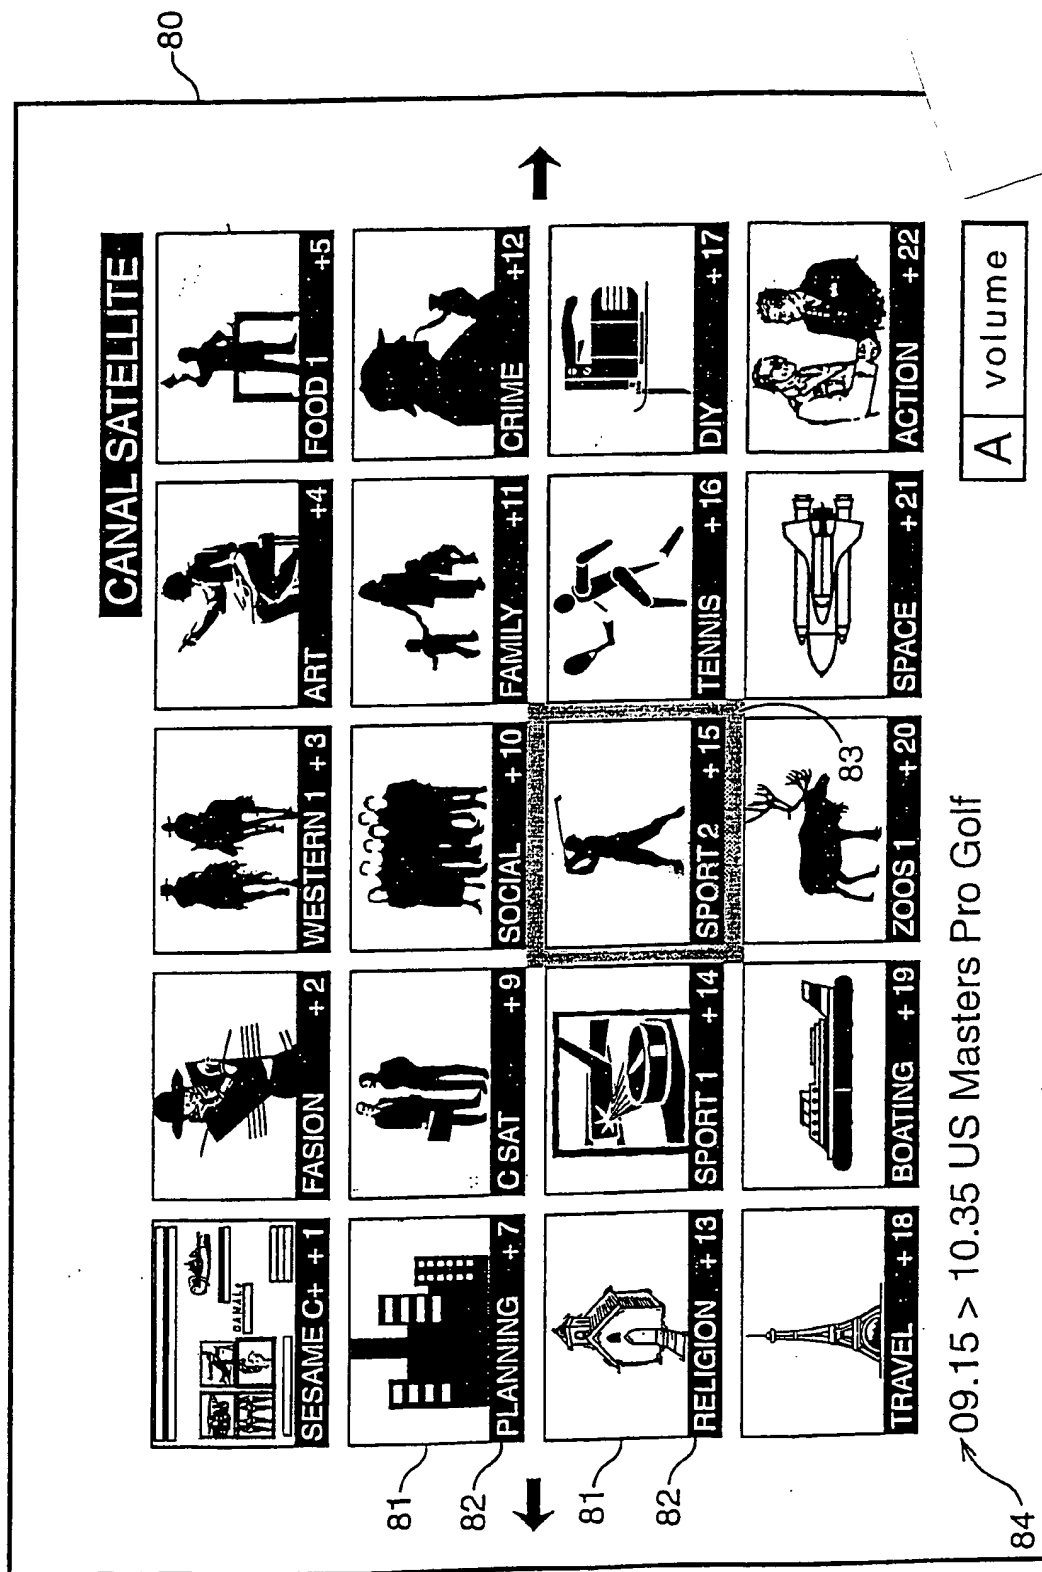 80
CANAL SATELLITE
SESAME C+ + 1
FASION + 2
WESTERN 1 + 3
ART +4
FOOD 1 +5
81
82
PLANNING +7
C SAT + 9
SOCIAL + 10
FAMILY +11
CRIME +12
81
82
RELIGION + 13
SPORT 1 + 14
SPORT 2 + 15
TENNIS + 16
DIY + 17
83
TRAVEL + 18
BOATING + 19
ZOOS 1 + 20
SPACE + 21
ACTION + 22
84
09.15 > 10.35 US Masters Pro Golf
A volume